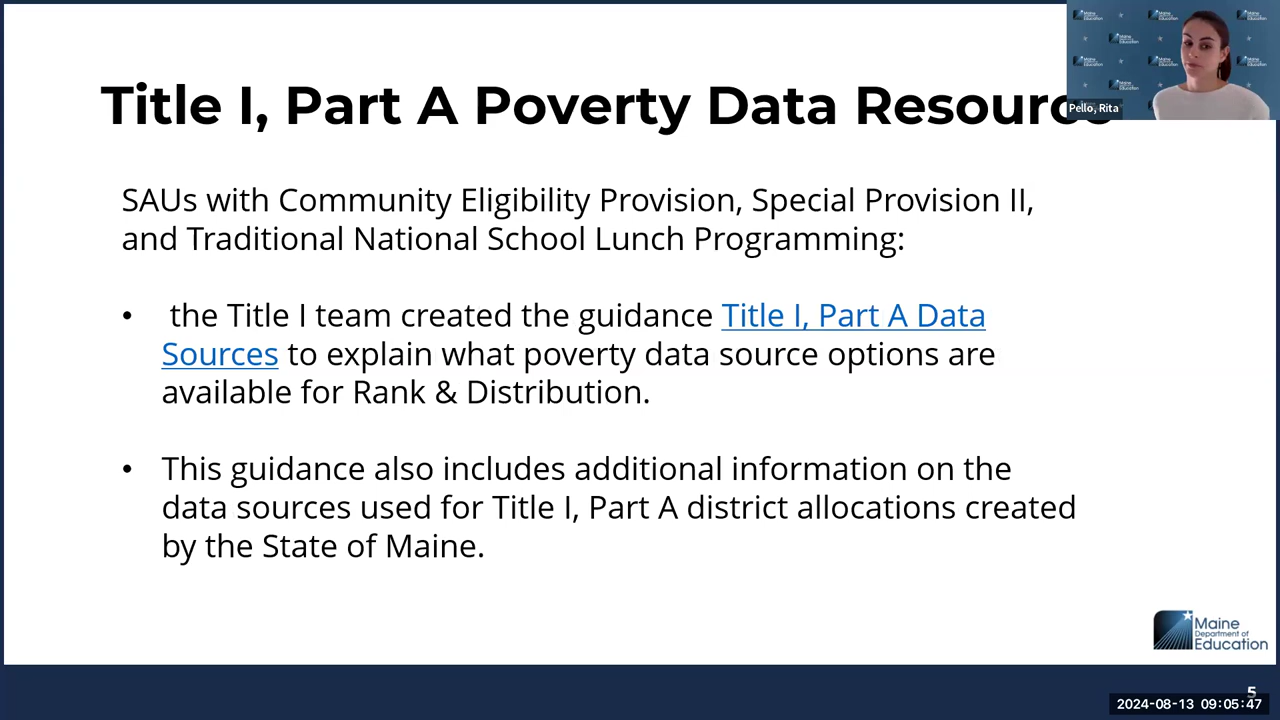 Title I, Part A Poverty Data Resource
Pello, Rita
SAUs with Community Eligibility Provision, Special Provision II,
and Traditional National School Lunch Programming:
• the Title I team created the guidance Title I, Part A Data
Sources to explain what poverty data source options are
available for Rank & Distribution.
• This guidance also includes additional information on the
data sources used for Title I, Part A district allocations created
by the State of Maine.
Maine
Department of
Education
5
2024-08-13 09:05:47